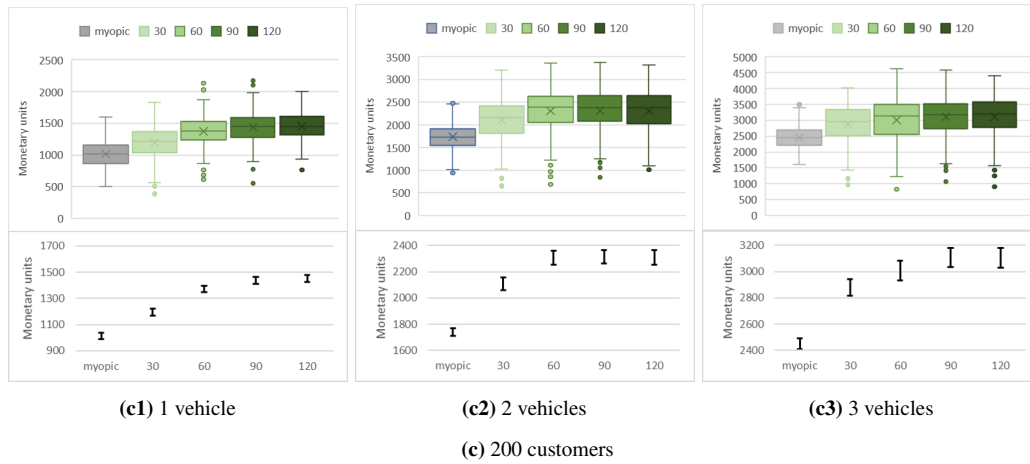 myopic 30 60 90 120
Monetary units
2500
2000
1500
1000
500
0
Monetary units
1700
1500
1300
1100
900
myopic 30 60 90 120
(c1) 1 vehicle
myopic 30 60 90 120
Monetary units
3500
3000
2500
2000
1500
1000
500
0
Monetary units
2400
2200
2000
1800
1600
myopic 30 60 90 120
(c2) 2 vehicles
myopic 30 60 90 120
Monetary units
5000
4500
4000
3500
3000
2500
2000
1500
1000
500
0
Monetary units
3200
3000
2800
2600
2400
myopic 30 60 90 120
(c3) 3 vehicles
(c) 200 customers